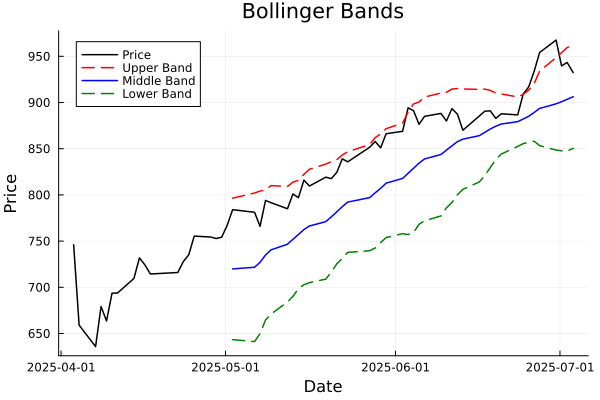 Bollinger Bands
Price
Upper Band
Middle Band
Lower Band
Price
950
900
850
800
750
700
650
2025-04-01
2025-05-01
2025-06-01
2025-07-01
Date